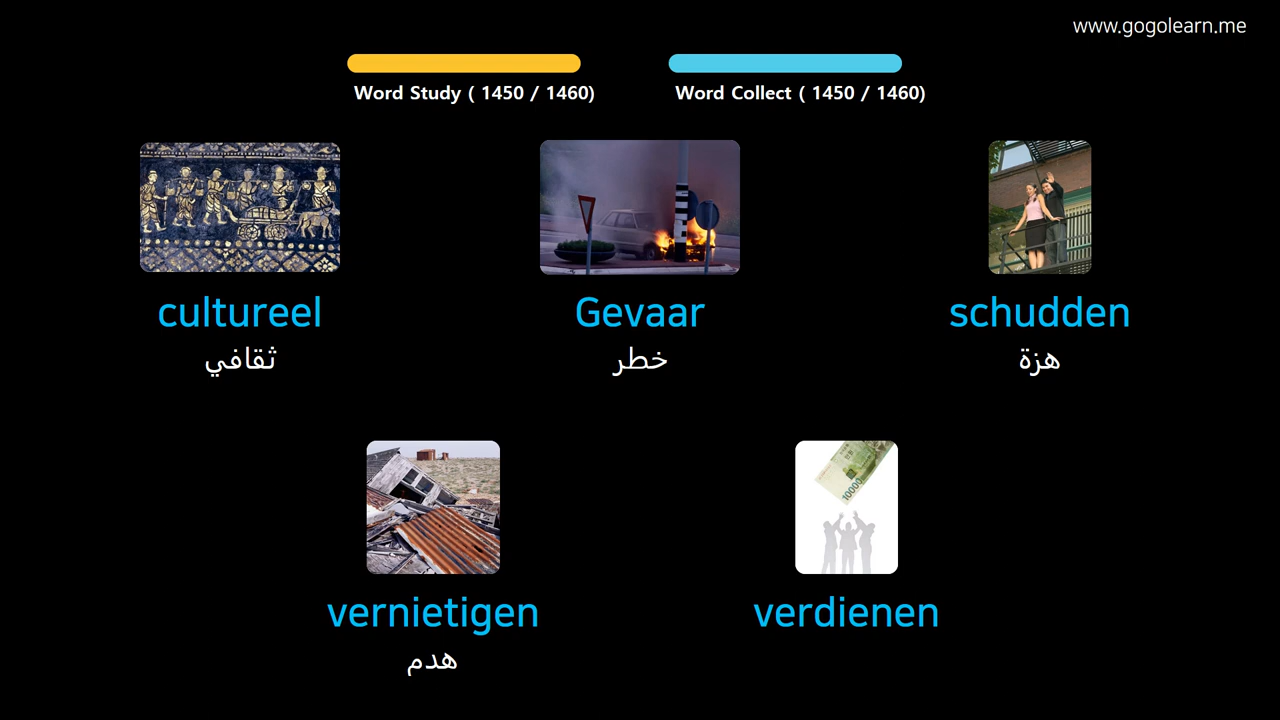 www.gogolearn.me
Word Study ( 1450 / 1460)
Word Collect ( 1450 / 1460)
cultureel
ثقافي
Gevaar
خطر
schudden
هزة
vernietigen
هدم
10000
verdienen